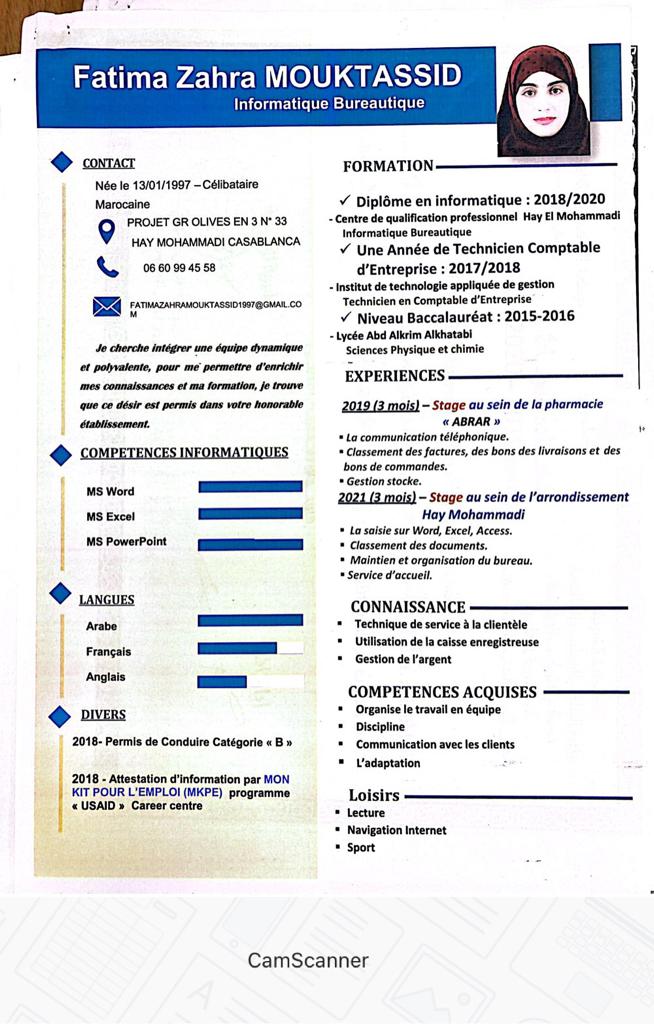 Fatima Zahra MOUKTASSID
Informatique Bureautique
CONTACT
Née le 13/01/1997 – Célibataire
Marocaine
PROJET GR OLIVES EN 3 N° 33
HAY MOHAMMADI CASABLANCA
06 60 99 45 58
FATIMAZAHRAMOUKTASSID1997@GMAIL.CO
M
Je cherche intégrer une équipe dynamique
et polyvalente, pour me permettre d'enrichir
mes connaissances et ma formation, je trouve
que ce désir est permis dans votre honorable
établissement.
COMPETENCES INFORMATIQUES
MS Word
MS Excel
MS PowerPoint
LANGUES
Arabe
Français
Anglais
DIVERS
2018- Permis de Conduire Catégorie « B »
2018 - Attestation d'information par MON
KIT POUR L'EMPLOI (MKPE) programme
« USAID » Career centre
FORMATION
✓ Diplôme en informatique : 2018/2020
- Centre de qualification professionnel Hay El Mohammadi
Informatique Bureautique
✓ Une Année de Technicien Comptable
d'Entreprise : 2017/2018
- Institut de technologie appliquée de gestion
Technicien en Comptable d'Entreprise
✓ Niveau Baccalauréat : 2015-2016
- Lycée Abd Alkrim Alkhatabi
Sciences Physique et chimie
EXPERIENCES
2019 (3 mois) – Stage au sein de la pharmacie
« ABRAR »
▪ La communication téléphonique.
▪ Classement des factures, des bons des livraisons et des
bons de commandes.
▪ Gestion stocke.
2021 (3 mois) – Stage au sein de l'arrondissement
Hay Mohammadi
▪ La saisie sur Word, Excel, Access.
▪ Classement des documents.
▪ Maintien et organisation du bureau.
▪ Service d'accueil.
CONNAISSANCE
▪ Technique de service à la clientèle
▪ Utilisation de la caisse enregistreuse
▪ Gestion de l'argent
COMPETENCES ACQUISES
▪ Organise le travail en équipe
▪ Discipline
▪ Communication avec les clients
▪ L'adaptation
Loisirs
▪ Lecture
▪ Navigation Internet
▪ Sport
CamScanner